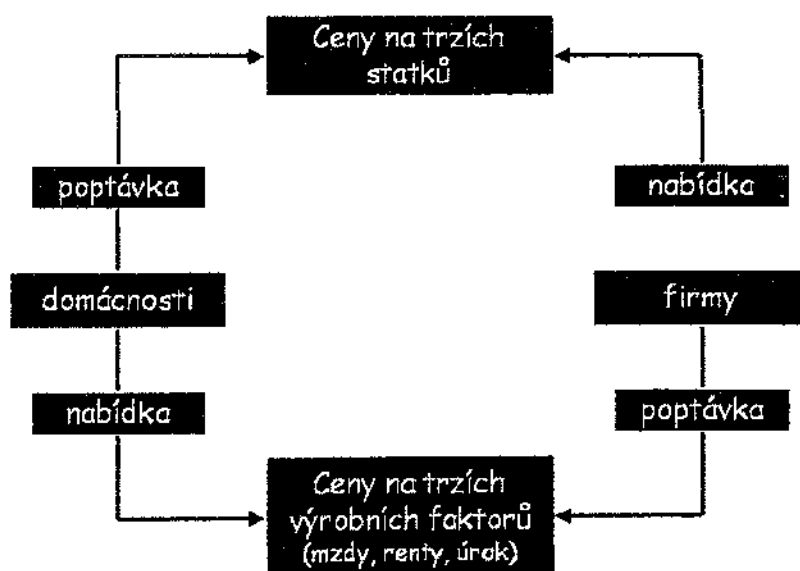 Ceny na trzích
statků
poptávka
nabídka
domácnosti
firmy
nabídka
poptávka
Ceny na trzích
výrobních faktorů
(mzdy, renty, úrok)